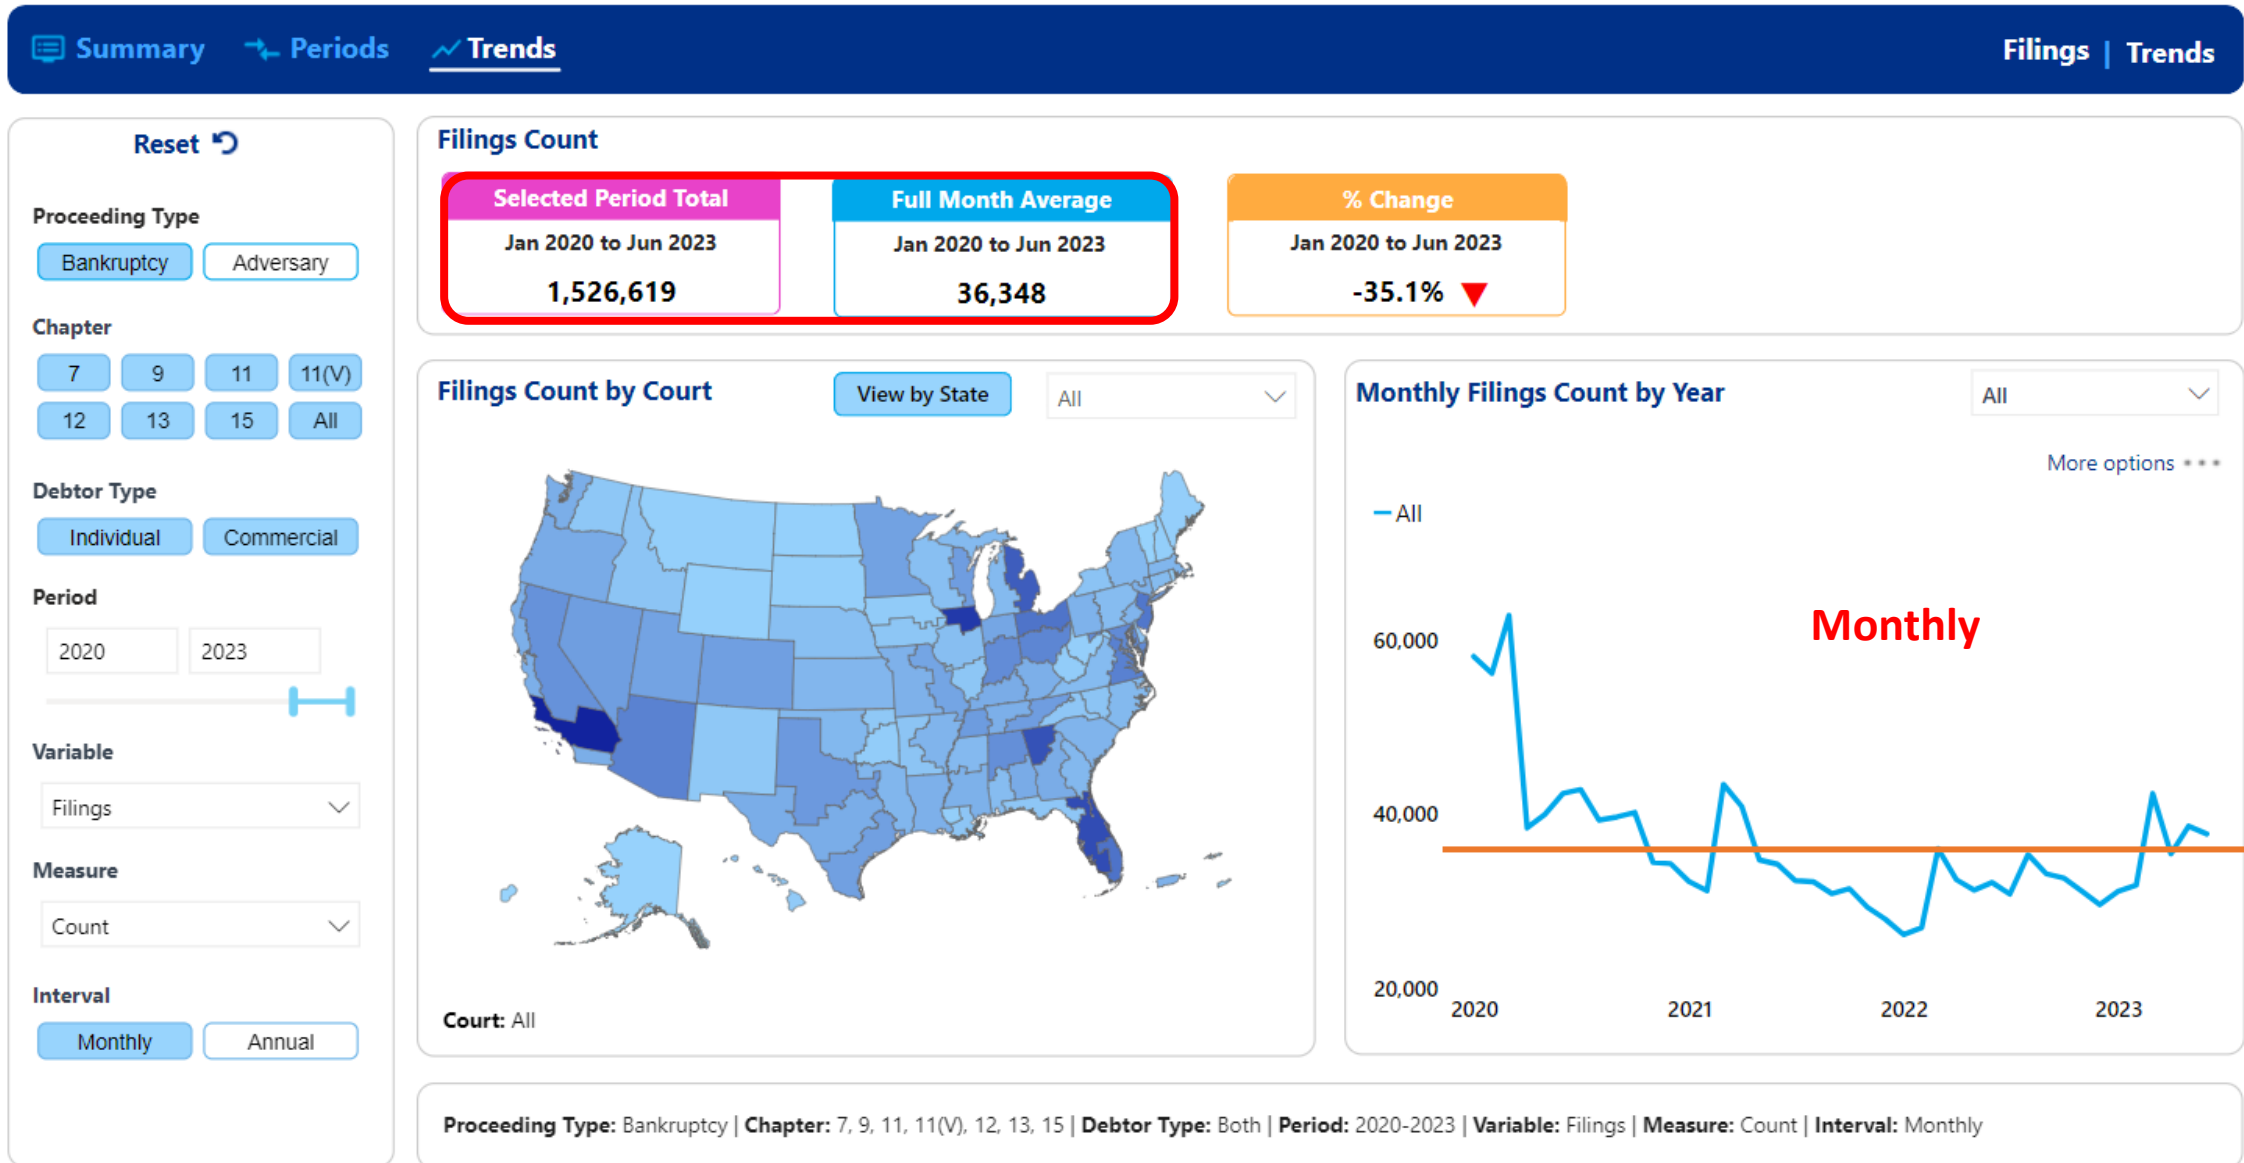 Summary Periods Trends Filings | Trends
Reset
Proceeding Type
Bankruptcy Adversary
Chapter
7 9 11 11(V)
12 13 15 All
Debtor Type
Individual Commercial
Period
2020 2023
Variable
Filings
Measure
Count
Interval
Monthly Annual
Filings Count
Selected Period Total
Jan 2020 to Jun 2023
1,526,619
Full Month Average
Jan 2020 to Jun 2023
36,348
% Change
Jan 2020 to Jun 2023
-35.1%
Filings Count by Court View by State All
Court: All
Monthly Filings Count by Year All
More options
All
Monthly
60,000
40,000
20,000
2020 2021 2022 2023
Proceeding Type: Bankruptcy | Chapter: 7, 9, 11, 11(V), 12, 13, 15 | Debtor Type: Both | Period: 2020-2023 | Variable: Filings | Measure: Count | Interval: Monthly